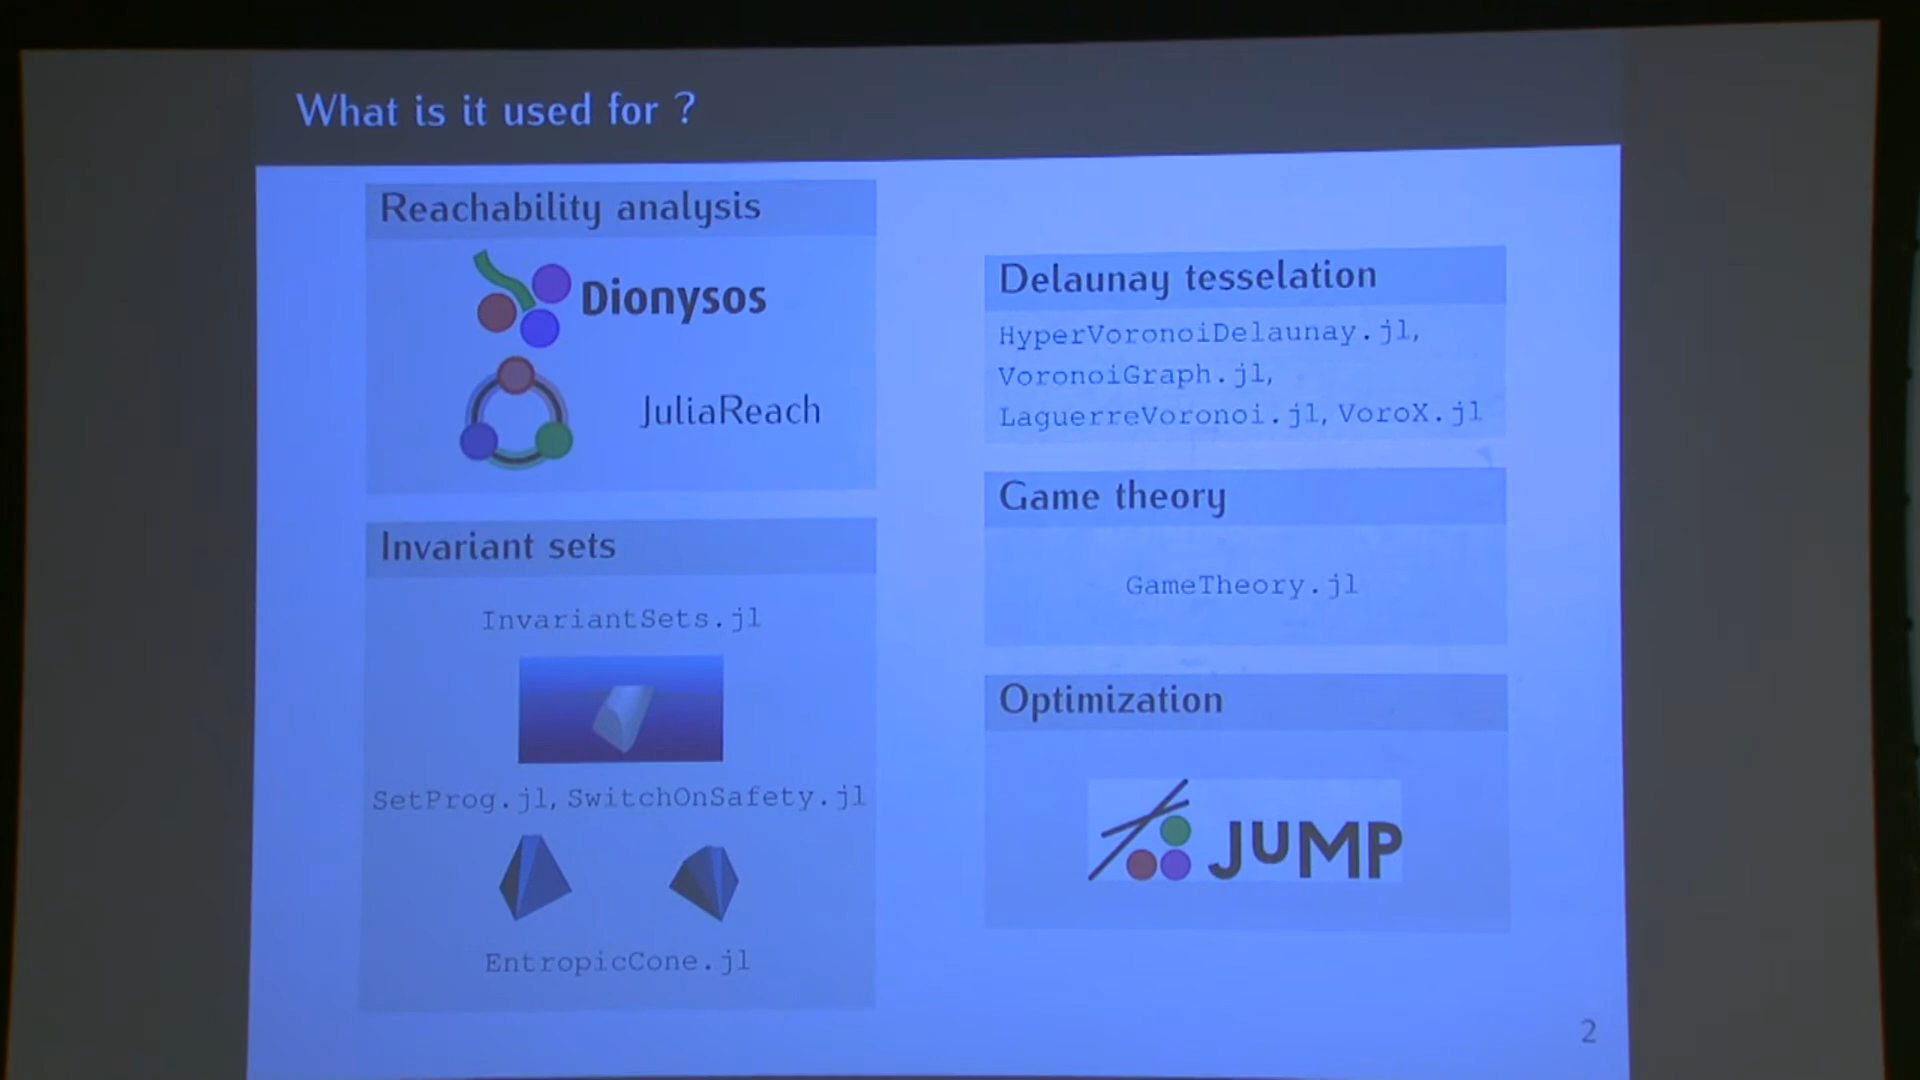 What is it used for ?
Reachability analysis
Dionysos
JuliaReach
Invariant sets
InvariantSets.jl
SetProg.jl, SwitchOnSafety.jl
EntropicCone.jl
Delaunay tesselation
HyperVoronoiDelaunay.jl,
VoronoiGraph.jl,
LaguerreVoronoi.jl, VoroX.jl
Game theory
GameTheory.jl
Optimization
JuMP
2